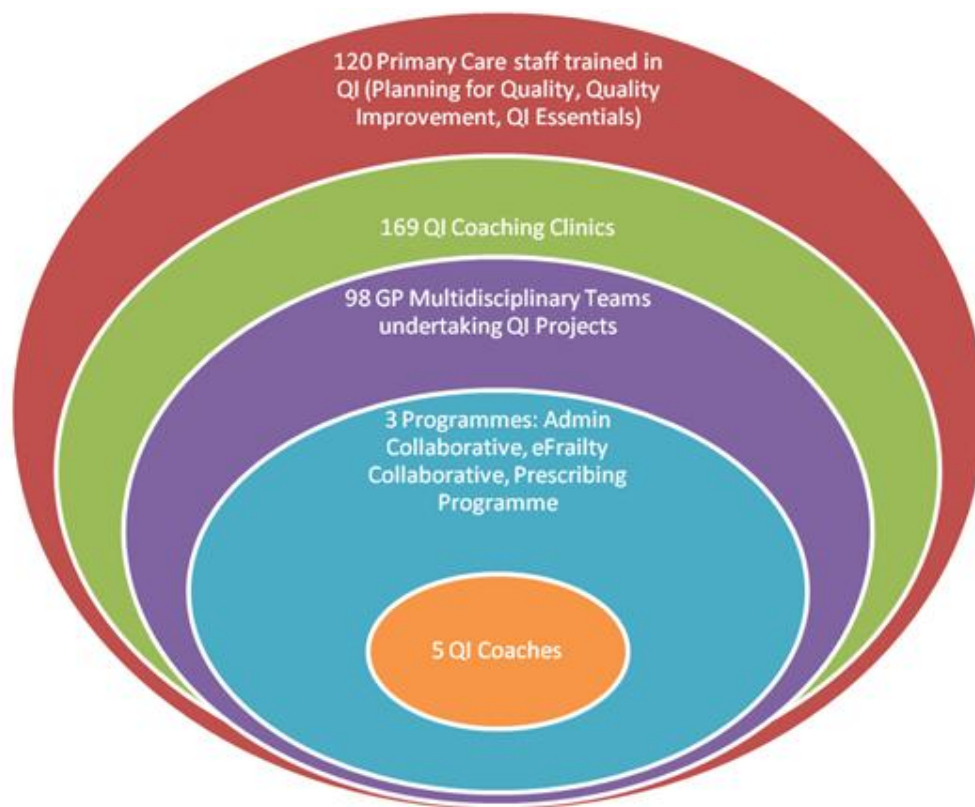 120 Primary Care staff trained in
QI (Planning for Quality, Quality
Improvement, QI Essentials)
169 QI Coaching Clinics
98 GP Multidisciplinary Teams
undertaking QI Projects
3 Programmes: Admin
Collaborative, eFrailty
Collaborative, Prescribing
Programme
5 QI Coaches